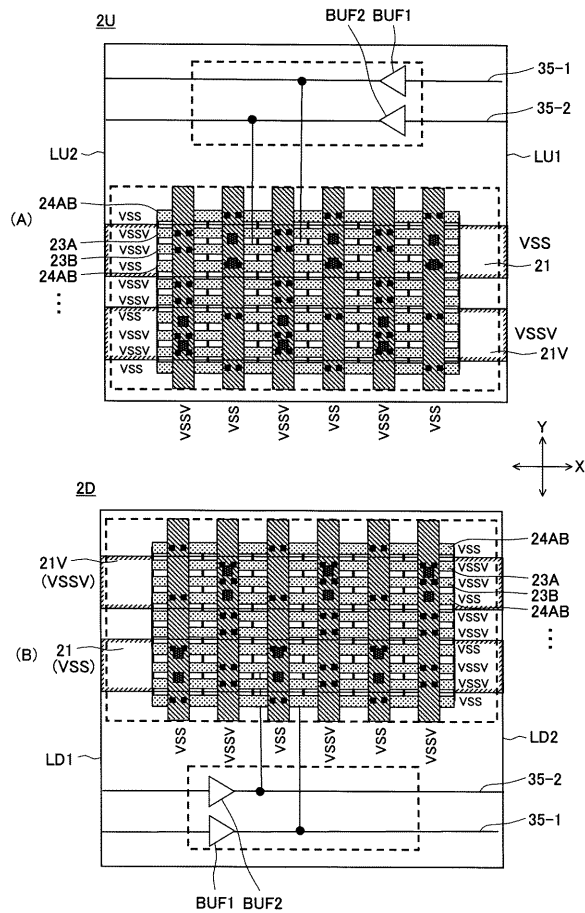 2U
BUF2 BUF1
35-1
35-2
LU2
LU1
(A)
24AB
23A
23B
24AB
⋮
VSS
VSSV
VSSV
VSS
VSSV
VSSV
VSS
VSSV
VSSV
VSS
VSS
21
VSSV
21V
VSSV VSS VSSV VSS VSSV VSS
Y
X
2D
21V
(VSSV)
(B)
21
(VSS)
VSS
VSSV
VSSV
VSS
VSSV
VSSV
VSS
VSSV
VSSV
VSS
24AB
23A
23B
24AB
⋮
VSS VSSV VSS VSSV VSS VSSV
LD1
LD2
35-2
35-1
BUF1 BUF2